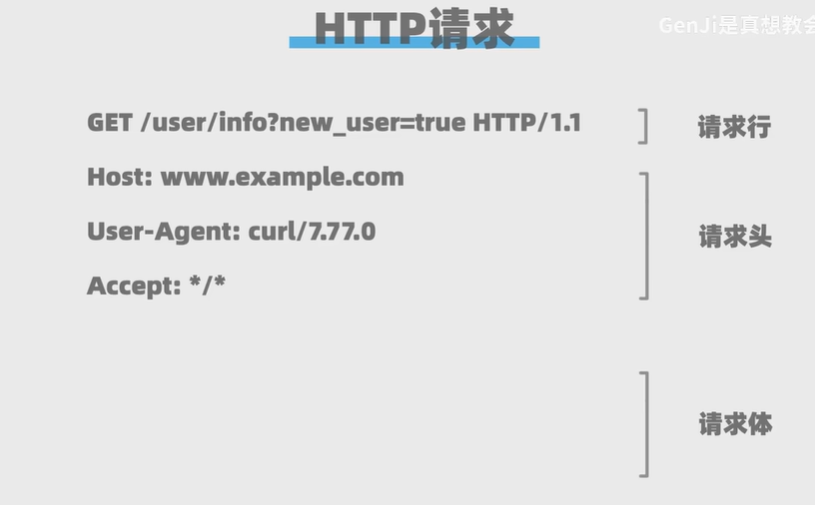 HTTP请求
GenJi是真想教会
GET /user/info?new_user=true HTTP/1.1
请求行
Host: www.example.com
User-Agent: curl/7.77.0
请求头
Accept: */*
请求体